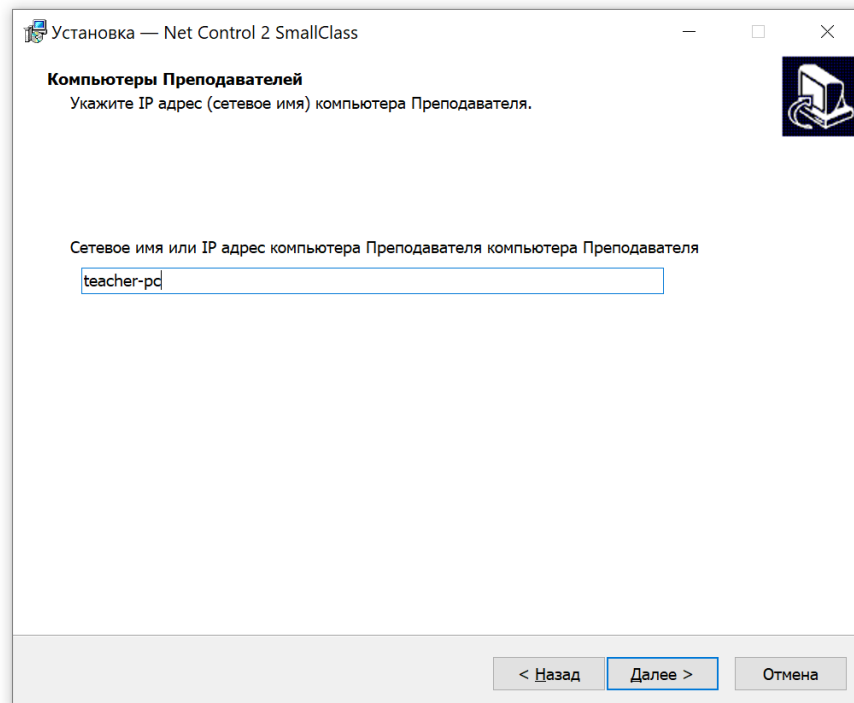 Установка — Net Control 2 SmallClass
Компьютеры Преподавателей
Укажите IP адрес (сетевое имя) компьютера Преподавателя.
Сетевое имя или IP адрес компьютера Преподавателя компьютера Преподавателя
teacher-pc
< Назад Далее > Отмена